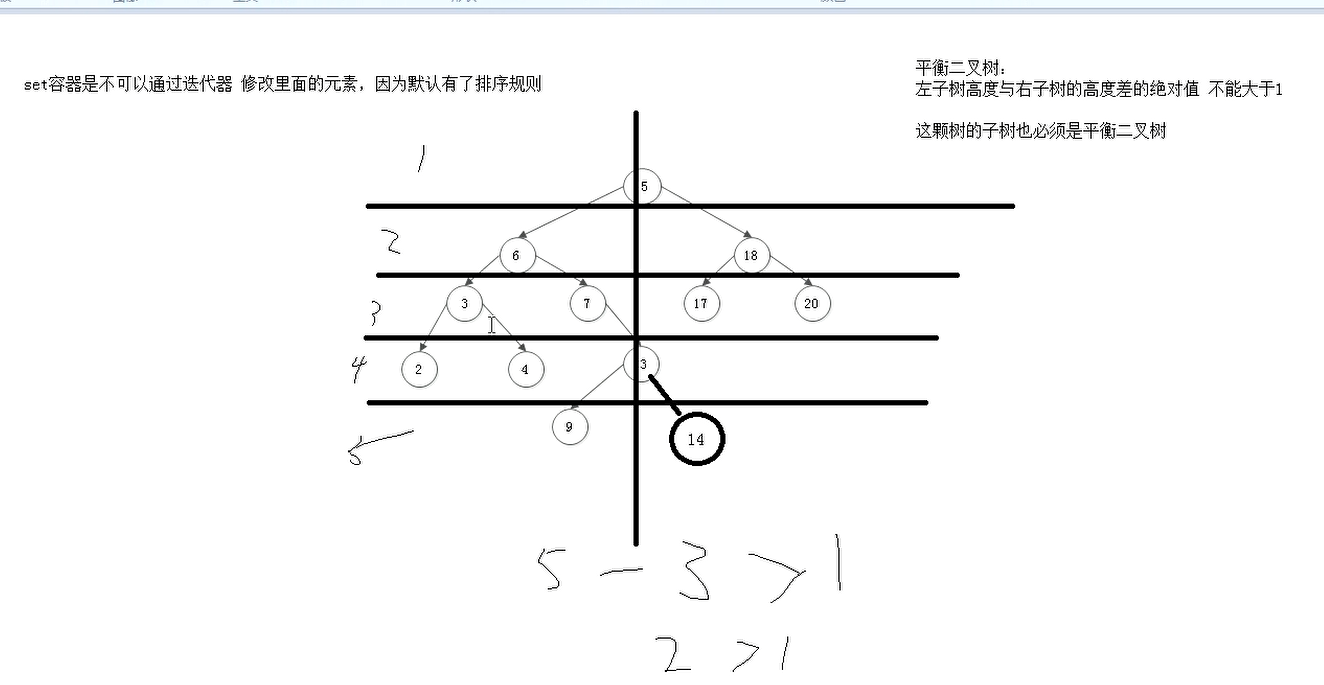 set容器是不可以通过迭代器 修改里面的元素，因为默认有了排序规则
平衡二叉树：
左子树高度与右子树的高度差的绝对值 不能大于1
这颗树的子树也必须是平衡二叉树
1
5
2
6
18
3
3
7
17
20
4
2
4
3
5
9
14
5 - 3 > 1
2 > 1